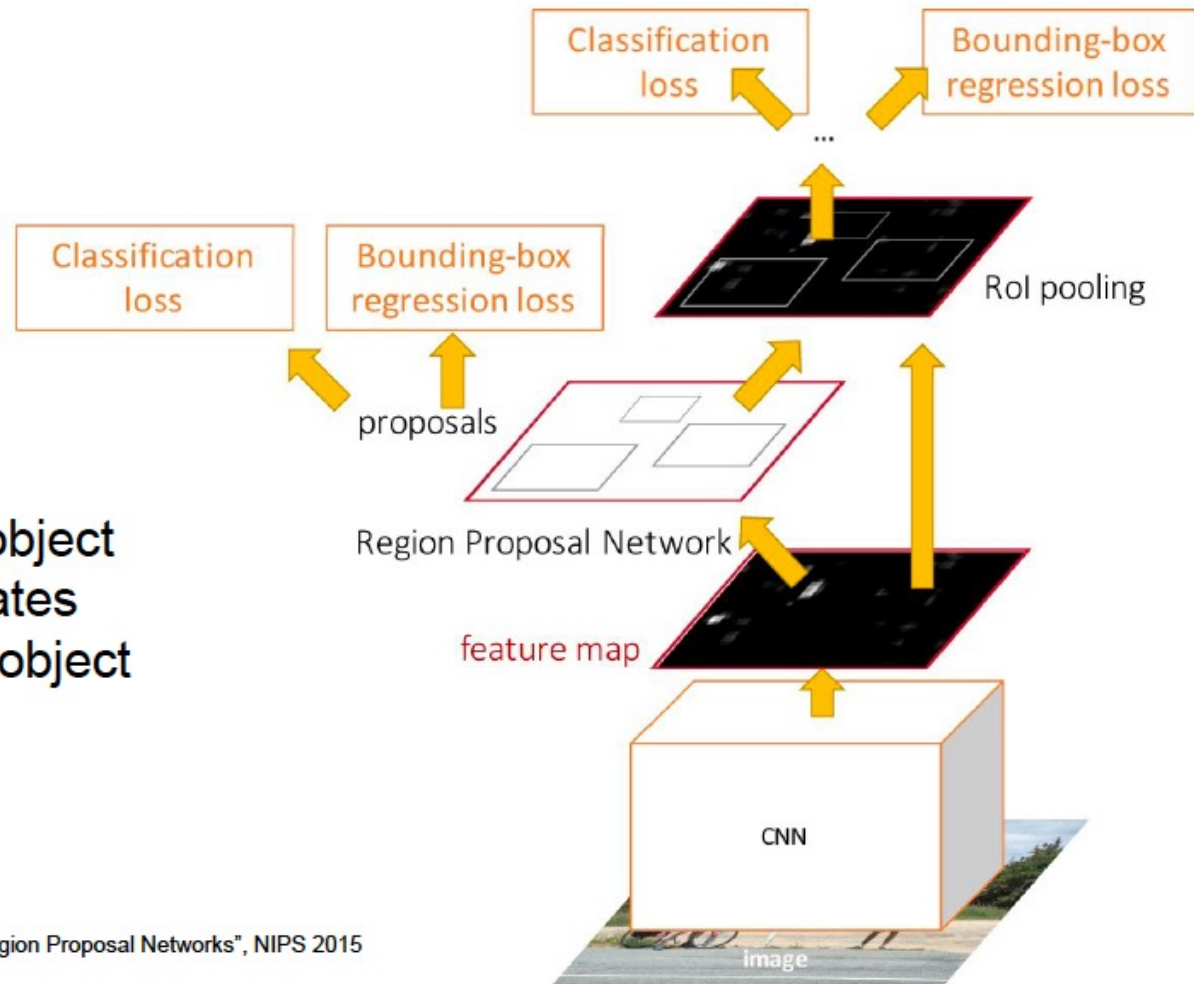 Classification
loss
Bounding-box
regression loss
...
Classification
loss
Bounding-box
regression loss
RoI pooling
proposals
object
Region Proposal Network
ates
object
feature map
CNN
gion Proposal Networks", NIPS 2015
image